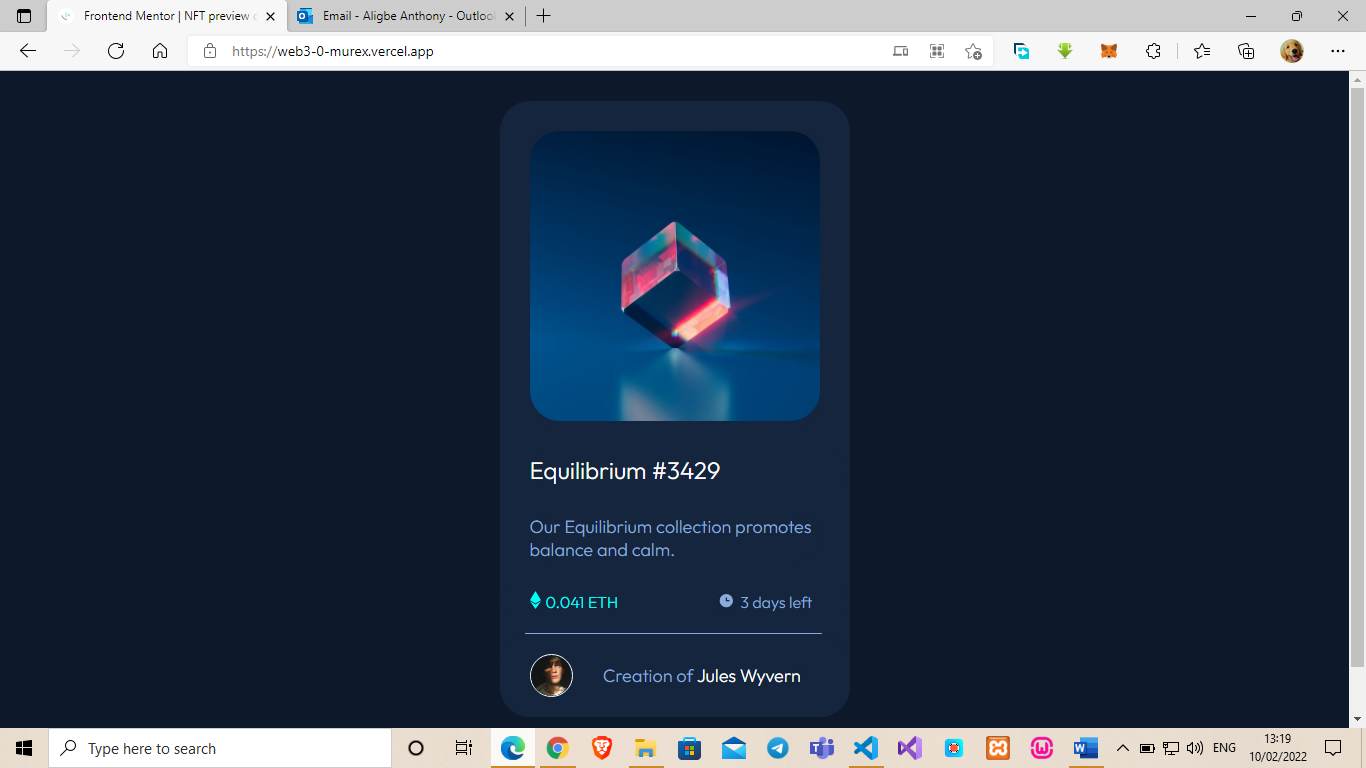 Frontend Mentor | NFT preview c
Email - Aligbe Anthony - Outlook
https://web3-0-murex.vercel.app
Equilibrium #3429
Our Equilibrium collection promotes
balance and calm.
0.041 ETH
3 days left
Creation of Jules Wyvern
Type here to search
ENG
13:19
10/02/2022